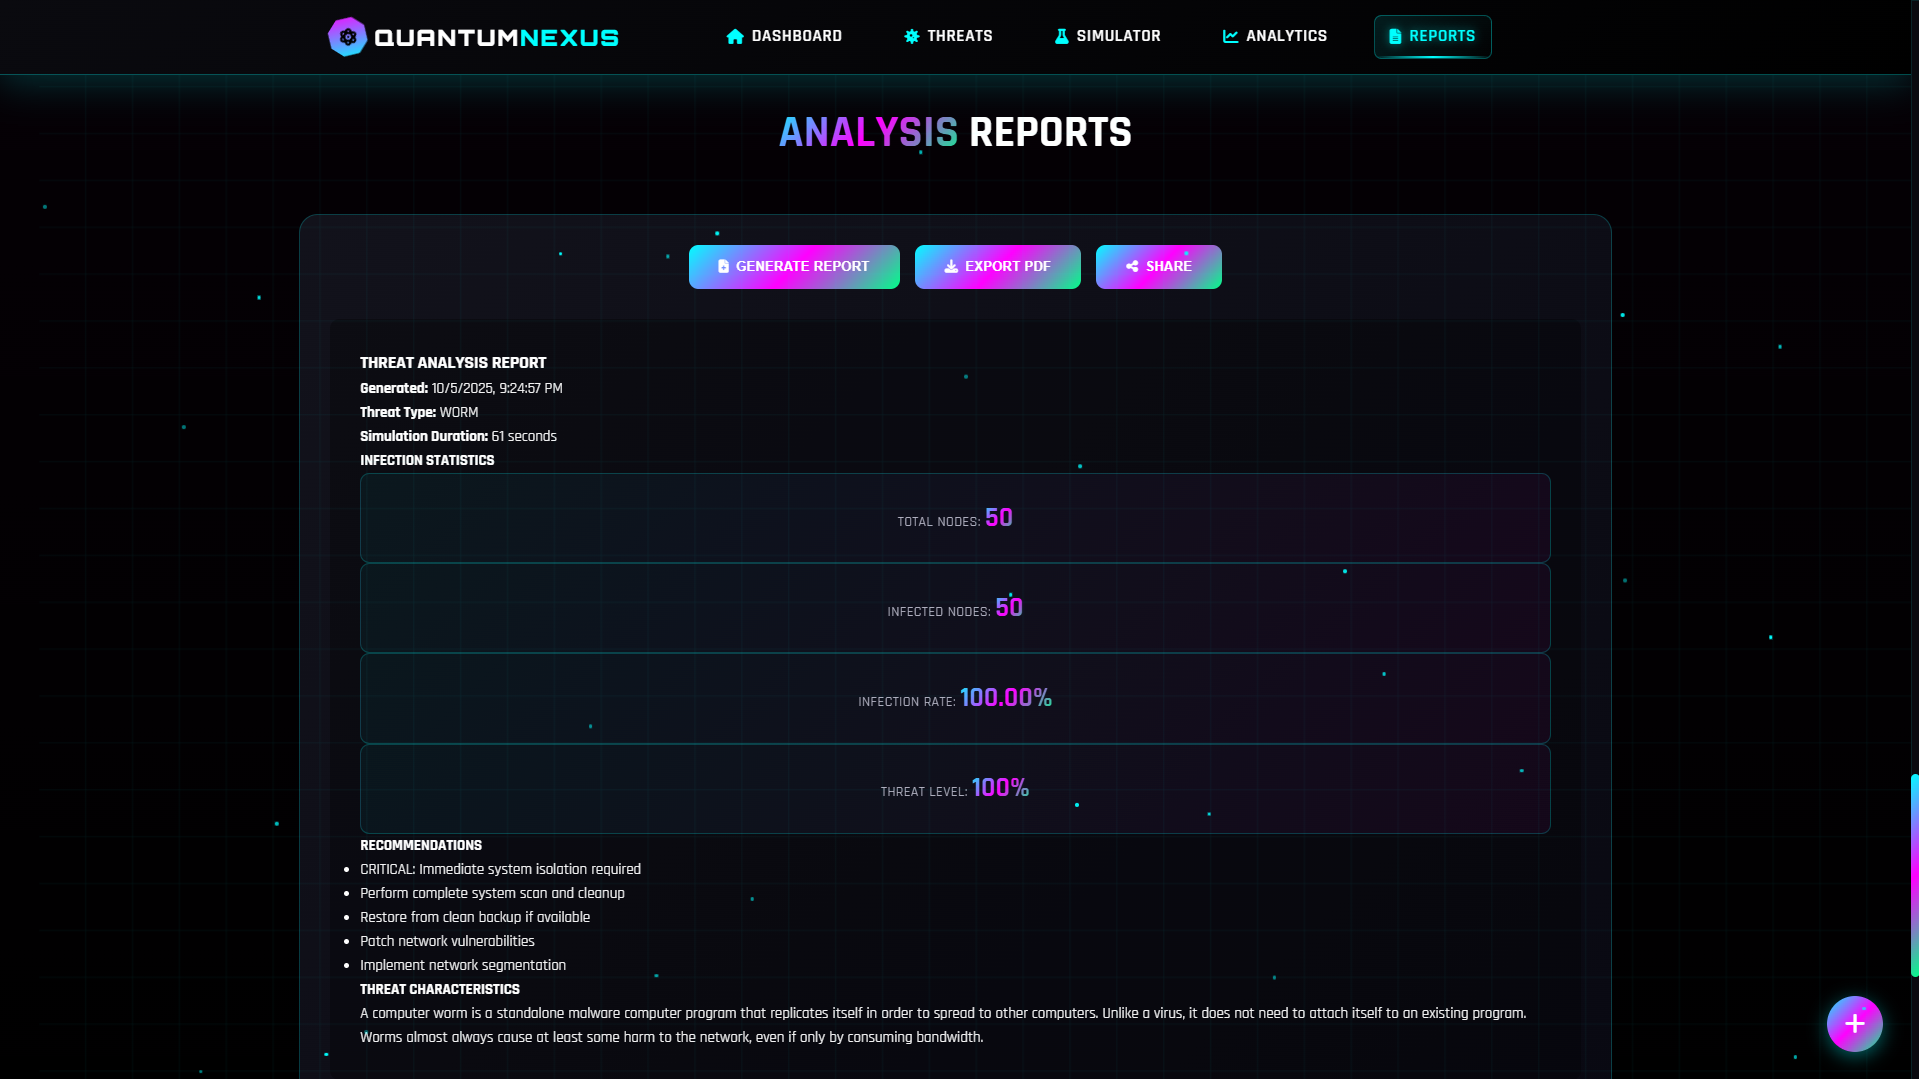 QUANTUMNEXUS
DASHBOARD
THREATS
SIMULATOR
ANALYTICS
REPORTS
ANALYSIS REPORTS
GENERATE REPORT
EXPORT PDF
SHARE
THREAT ANALYSIS REPORT
Generated: 10/5/2025, 9:24:57 PM
Threat Type: WORM
Simulation Duration: 61 seconds
INFECTION STATISTICS
TOTAL NODES: 50
INFECTED NODES: 50
INFECTION RATE: 100.00%
THREAT LEVEL: 100%
RECOMMENDATIONS
• CRITICAL: Immediate system isolation required
• Perform complete system scan and cleanup
• Restore from clean backup if available
• Patch network vulnerabilities
• Implement network segmentation
THREAT CHARACTERISTICS
A computer worm is a standalone malware computer program that replicates itself in order to spread to other computers. Unlike a virus, it does not need to attach itself to an existing program.
Worms almost always cause at least some harm to the network, even if only by consuming bandwidth.